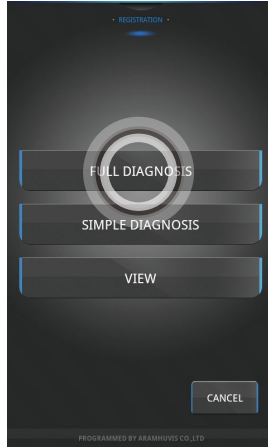 • REGISTRATION •
FULL DIAGNOSIS
SIMPLE DIAGNOSIS
VIEW
CANCEL
PROGRAMMED BY ARAMHUVIS CO.,LTD